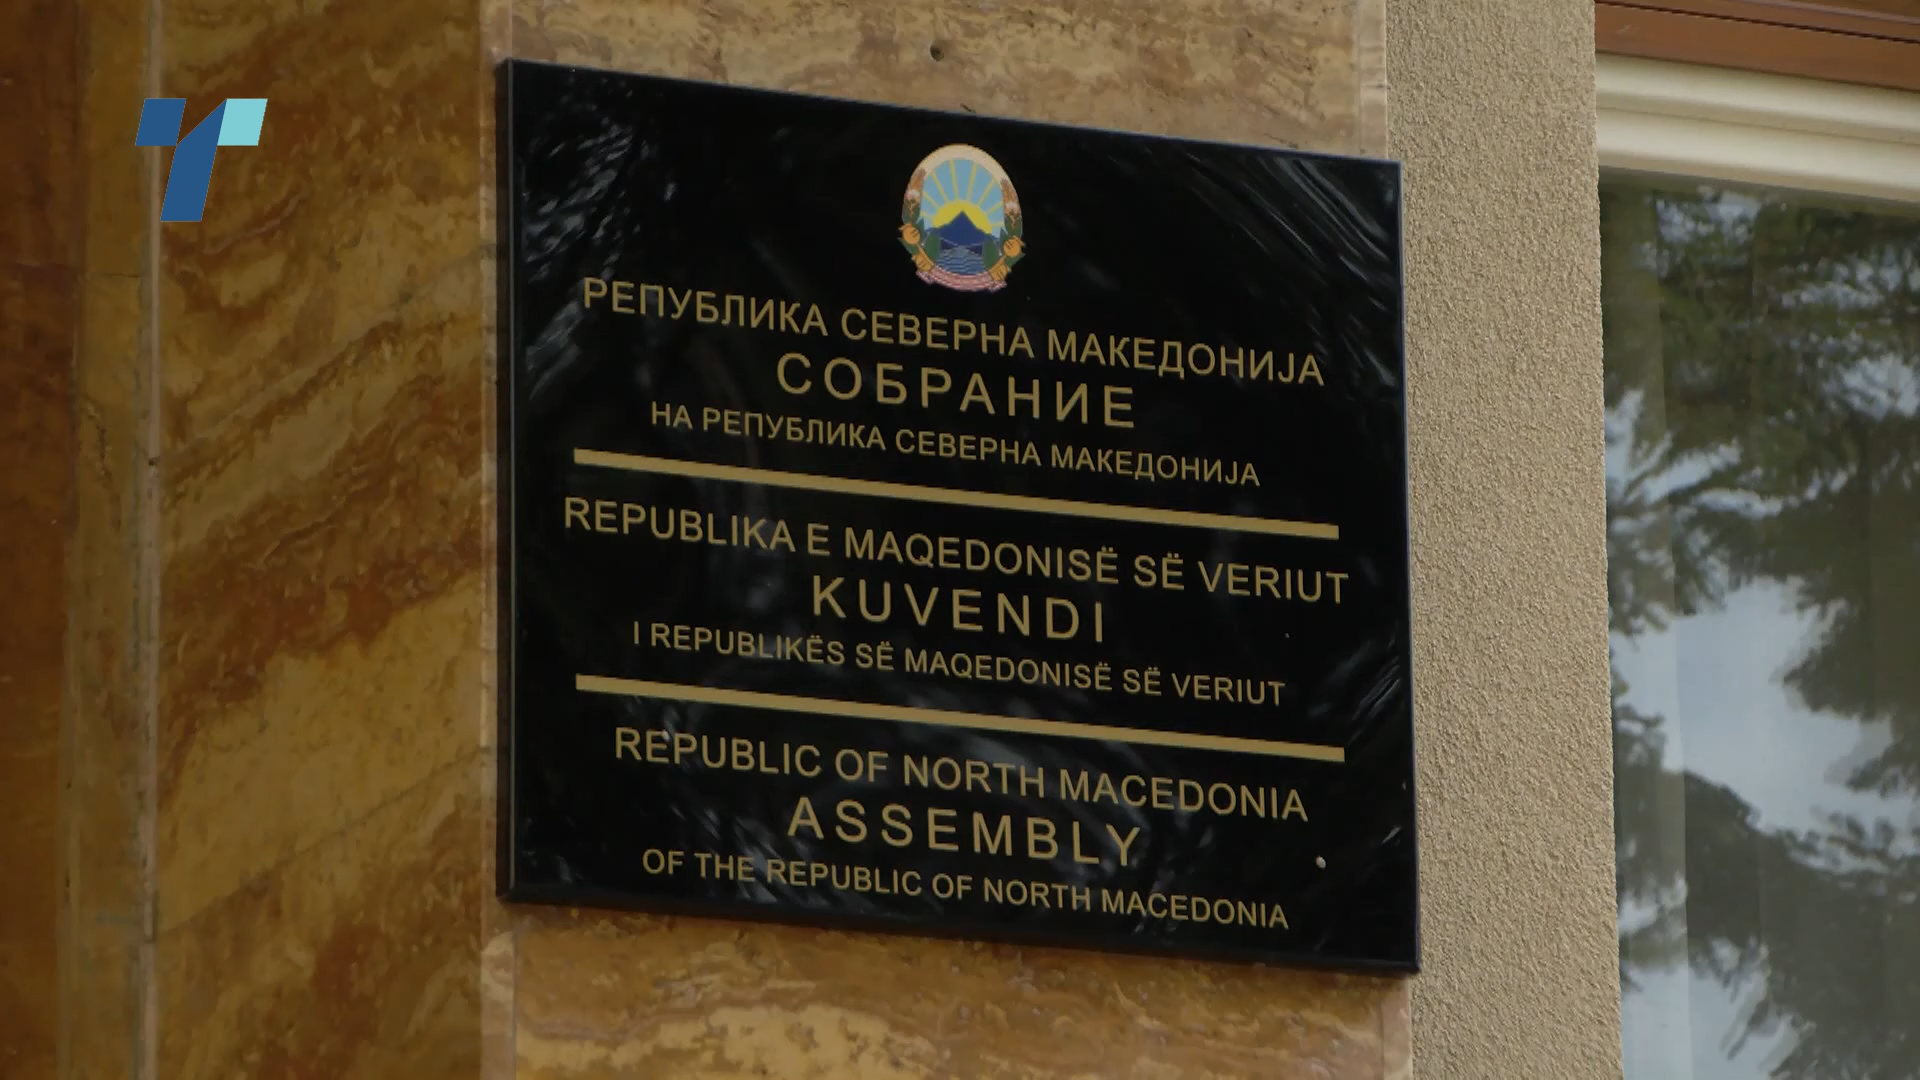 РЕПУБЛИКА СЕВЕРНА МАКЕДОНИЈА
СОБРАНИЕ
НА РЕПУБЛИКА СЕВЕРНА МАКЕДОНИЈА
REPUBLIKA E MAQEDONISË SË VERIUT
KUVENDI
I REPUBLIKËS SË MAQEDONISË SË VERIUT
REPUBLIC OF NORTH MACEDONIA
ASSEMBLY
OF THE REPUBLIC OF NORTH MACEDONIA